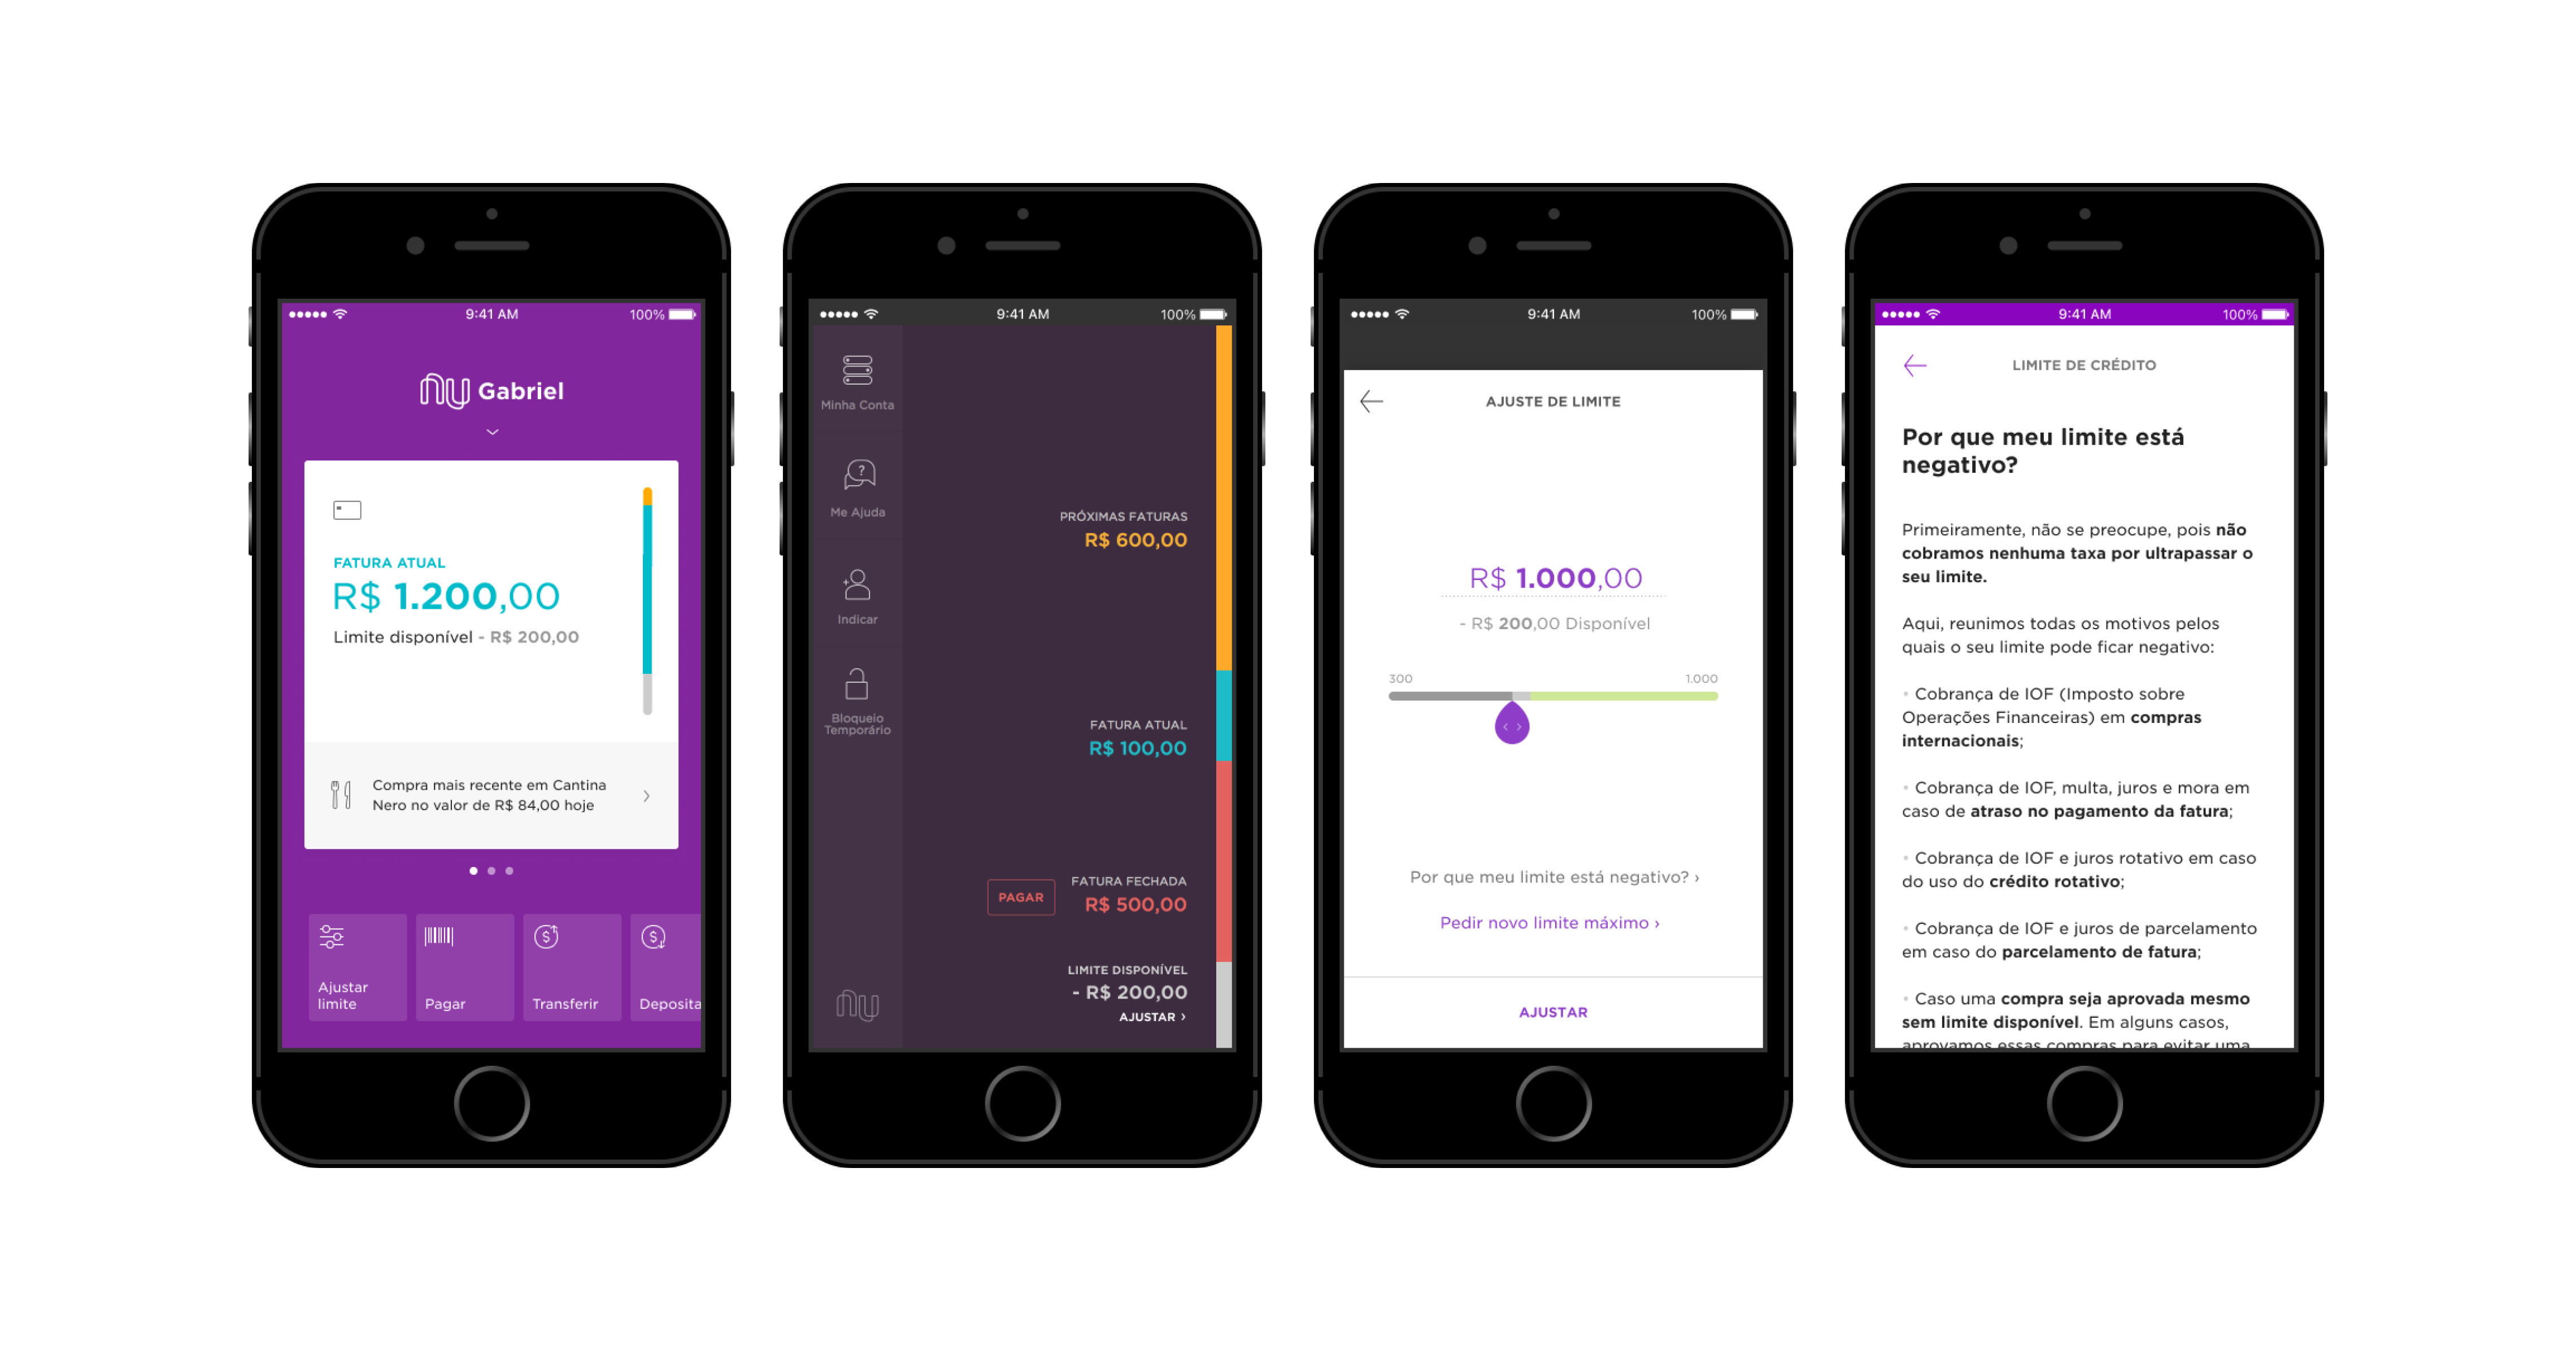 9:41 AM 100%
nu Gabriel
FATURA ATUAL
R$ 1.200,00
Limite disponível - R$ 200,00
Compra mais recente em Cantina
Nero no valor de R$ 84,00 hoje
Ajustar
limite
Pagar
Transferir
Deposita
9:41 AM 100%
Minha Conta
?
Me Ajuda
Indicar
Bloqueio
Temporário
nu
PRÓXIMAS FATURAS
R$ 600,00
FATURA ATUAL
R$ 100,00
FATURA FECHADA
PAGAR
R$ 500,00
LIMITE DISPONÍVEL
- R$ 200,00
AJUSTAR ›
9:41 AM 100%
AJUSTE DE LIMITE
R$ 1.000,00
- R$ 200,00 Disponível
300 1.000
Por que meu limite está negativo? ›
Pedir novo limite máximo ›
AJUSTAR
9:41 AM 100%
LIMITE DE CRÉDITO
Por que meu limite está
negativo?
Primeiramente, não se preocupe, pois não
cobramos nenhuma taxa por ultrapassar o
seu limite.
Aqui, reunimos todas os motivos pelos
quais o seu limite pode ficar negativo:
• Cobrança de IOF (Imposto sobre
Operações Financeiras) em compras
internacionais;
• Cobrança de IOF, multa, juros e mora em
caso de atraso no pagamento da fatura;
• Cobrança de IOF e juros rotativo em caso
do uso do crédito rotativo;
• Cobrança de IOF e juros de parcelamento
em caso do parcelamento de fatura;
• Caso uma compra seja aprovada mesmo
sem limite disponível. Em alguns casos,
aprovamos essas compras para evitar uma